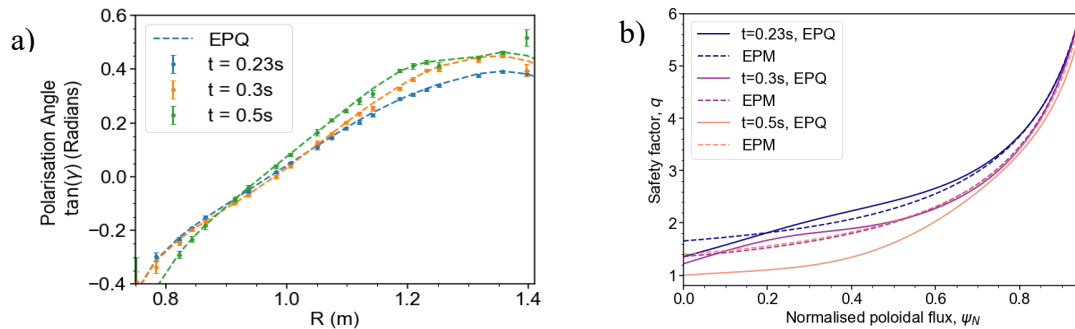 a)
Polarisation Angle
tan(γ) (Radians)
0.6
0.4
0.2
0.0
−0.2
−0.4
EPQ
t = 0.23s
t = 0.3s
t = 0.5s
0.8
1.0
1.2
1.4
R (m)
b)
Safety factor, q
6
5
4
3
2
1
t=0.23s, EPQ
EPM
t=0.3s, EPQ
EPM
t=0.5s, EPQ
EPM
0.0
0.2
0.4
0.6
0.8
Normalised poloidal flux, ψN